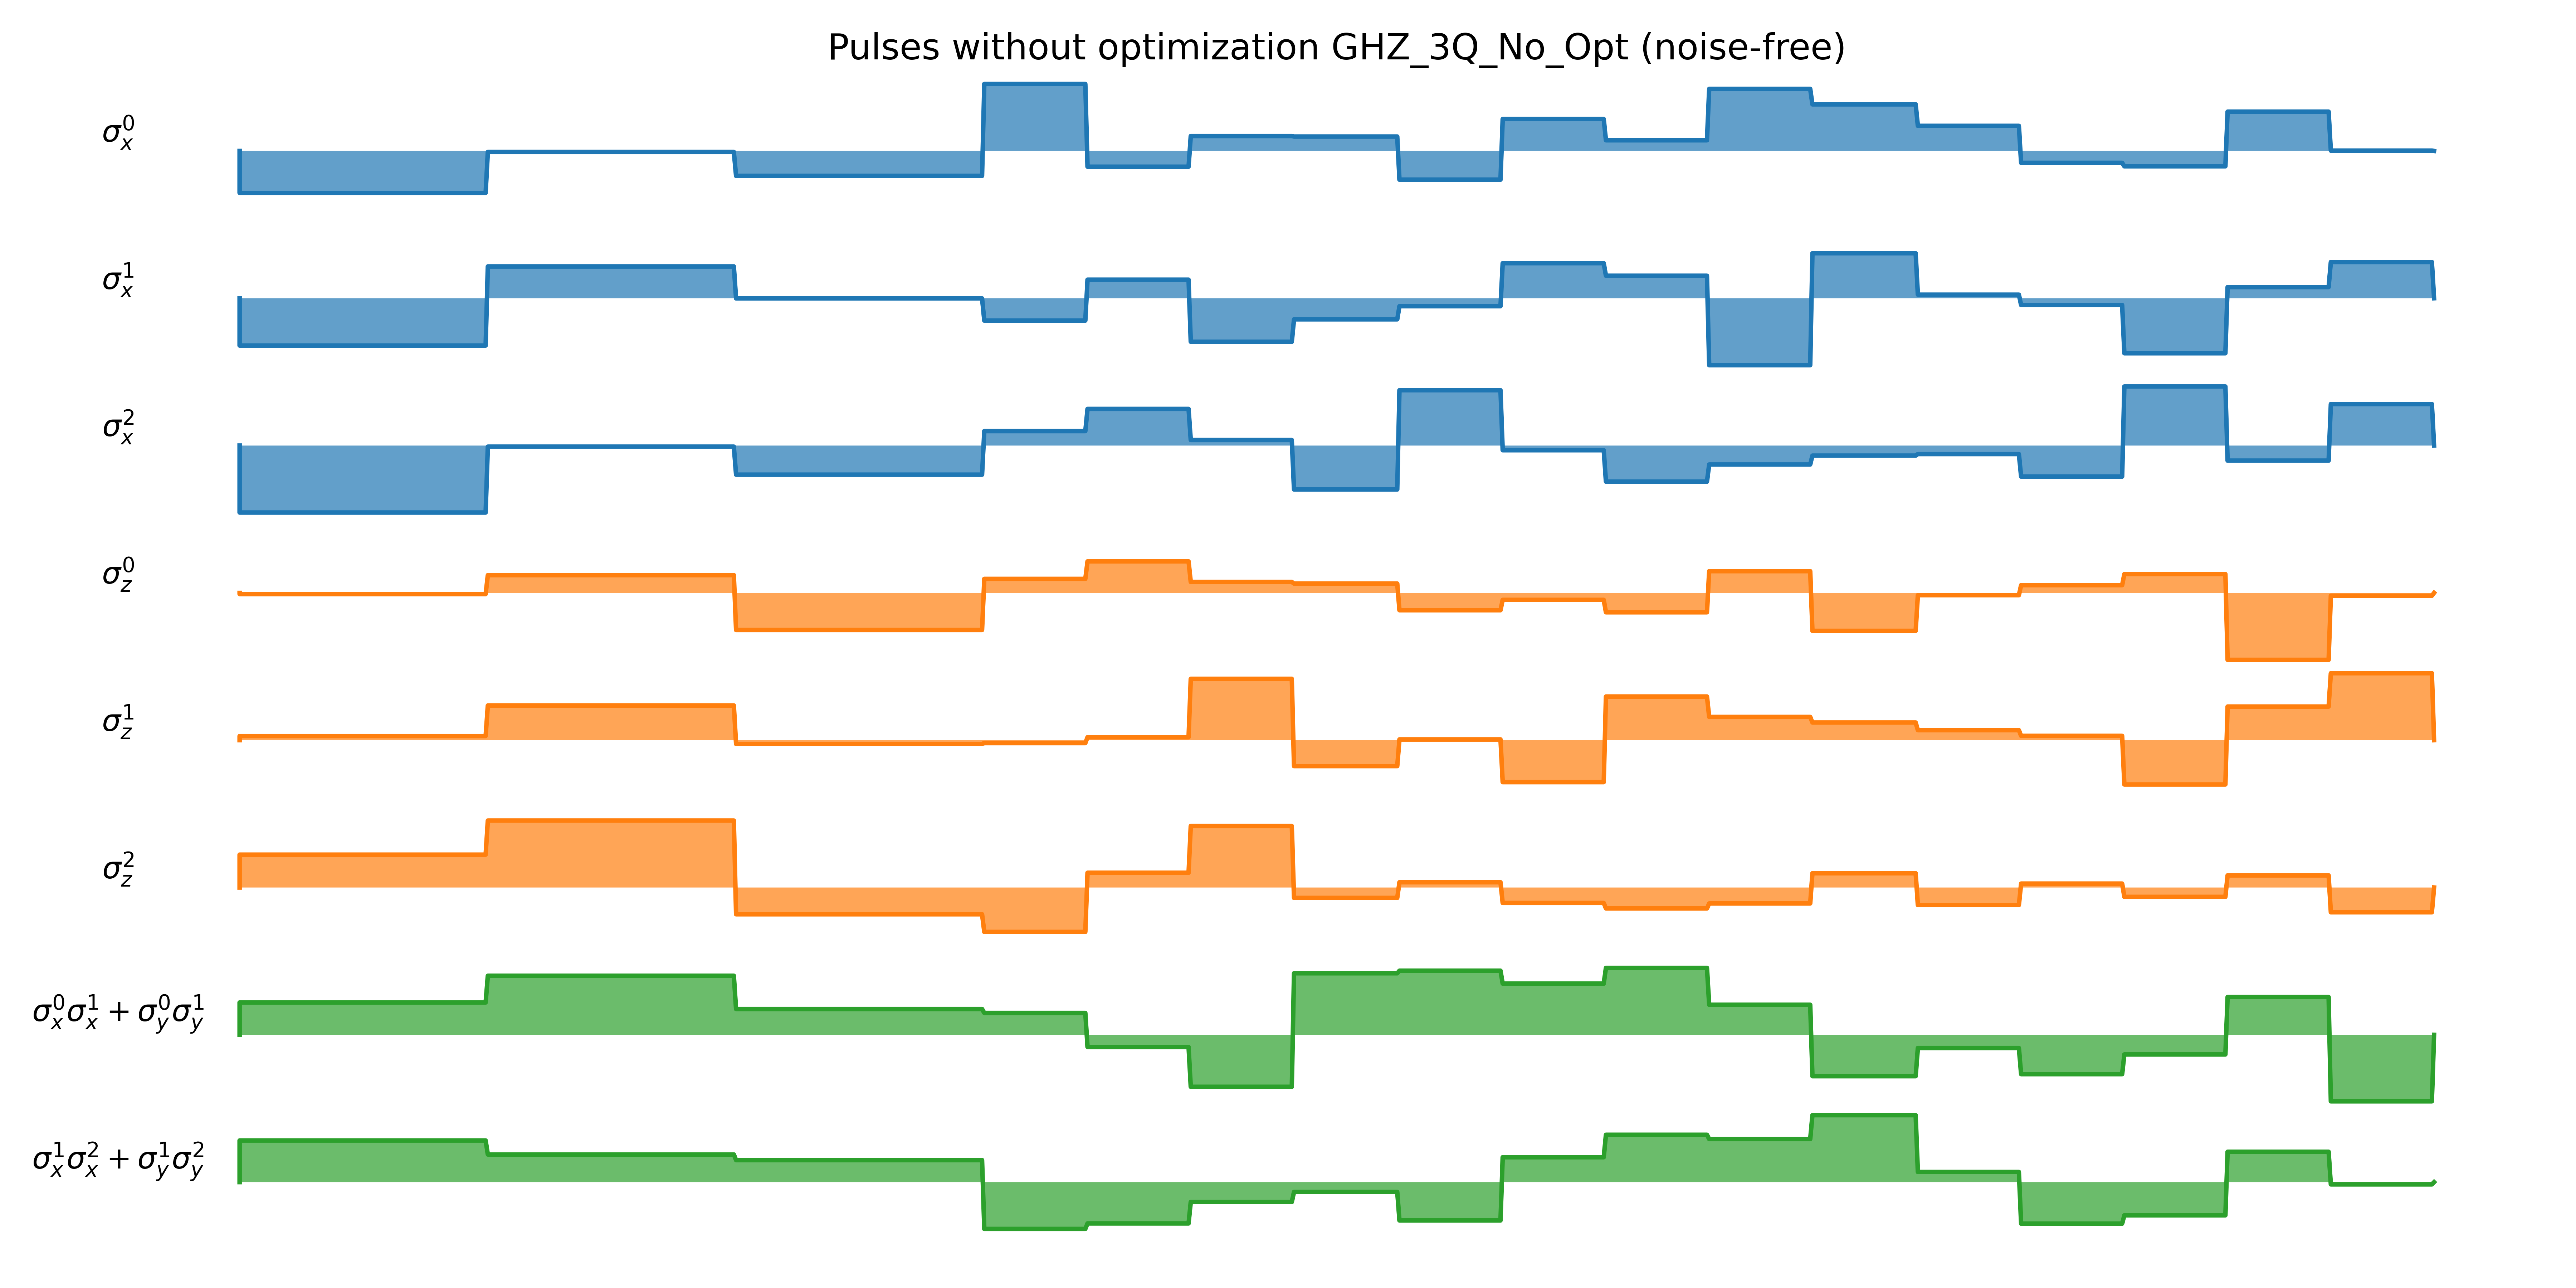 Pulses without optimization GHZ_3Q_No_Opt (noise-free)
σ_x^0
σ_x^1
σ_x^2
σ_z^0
σ_z^1
σ_z^2
σ_x^0σ_x^1 + σ_y^0σ_y^1
σ_x^1σ_x^2 + σ_y^1σ_y^2